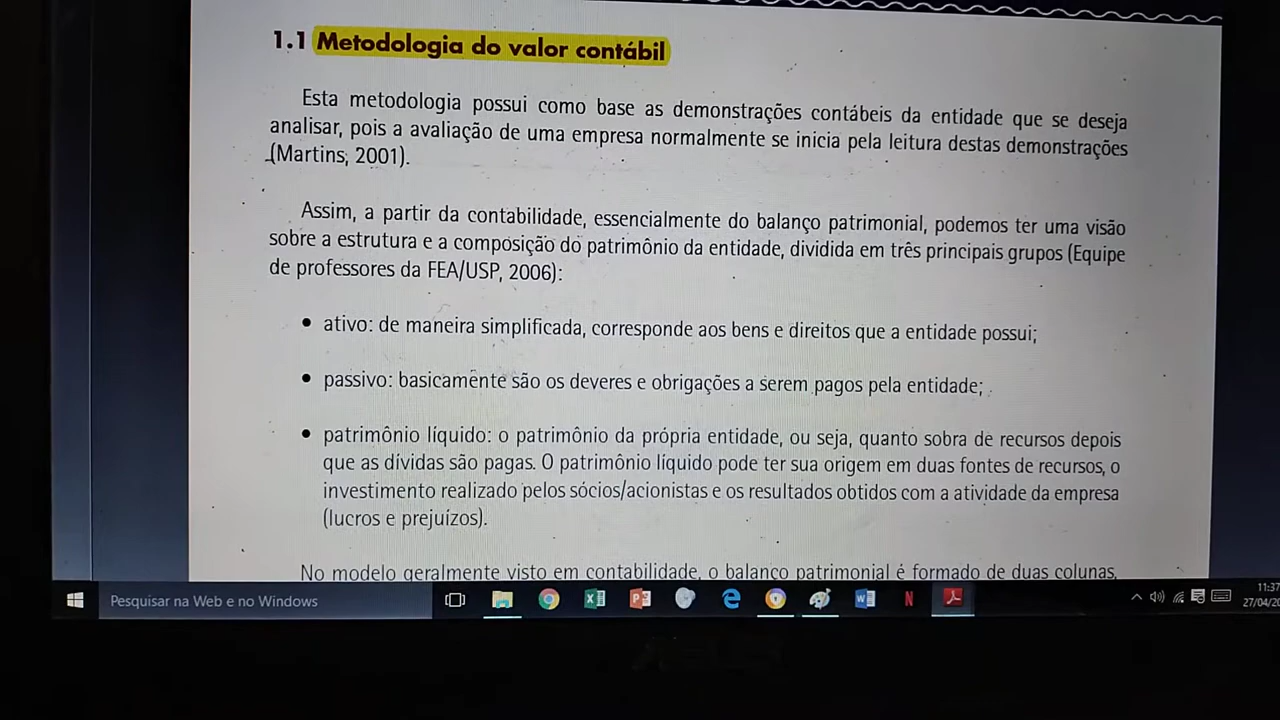 1.1 Metodologia do valor contábil
Esta metodologia possui como base as demonstrações contábeis da entidade que se deseja
analisar, pois a avaliação de uma empresa normalmente se inicia pela leitura destas demonstrações
(Martins, 2001).
Assim, a partir da contabilidade, essencialmente do balanço patrimonial, podemos ter uma visão
sobre a estrutura e a composição do patrimônio da entidade, dividida em três principais grupos (Equipe
de professores da FEA/USP, 2006):
• ativo: de maneira simplificada, corresponde aos bens e direitos que a entidade possui;
• passivo: basicamente são os deveres e obrigações a serem pagos pela entidade;
• patrimônio líquido: o patrimônio da própria entidade, ou seja, quanto sobra de recursos depois
que as dívidas são pagas. O patrimônio líquido pode ter sua origem em duas fontes de recursos, o
investimento realizado pelos sócios/acionistas e os resultados obtidos com a atividade da empresa
(lucros e prejuízos).
No modelo geralmente visto em contabilidade, o balanço patrimonial é formado de duas colunas,
Pesquisar na Web e no Windows
11:37
27/04/20